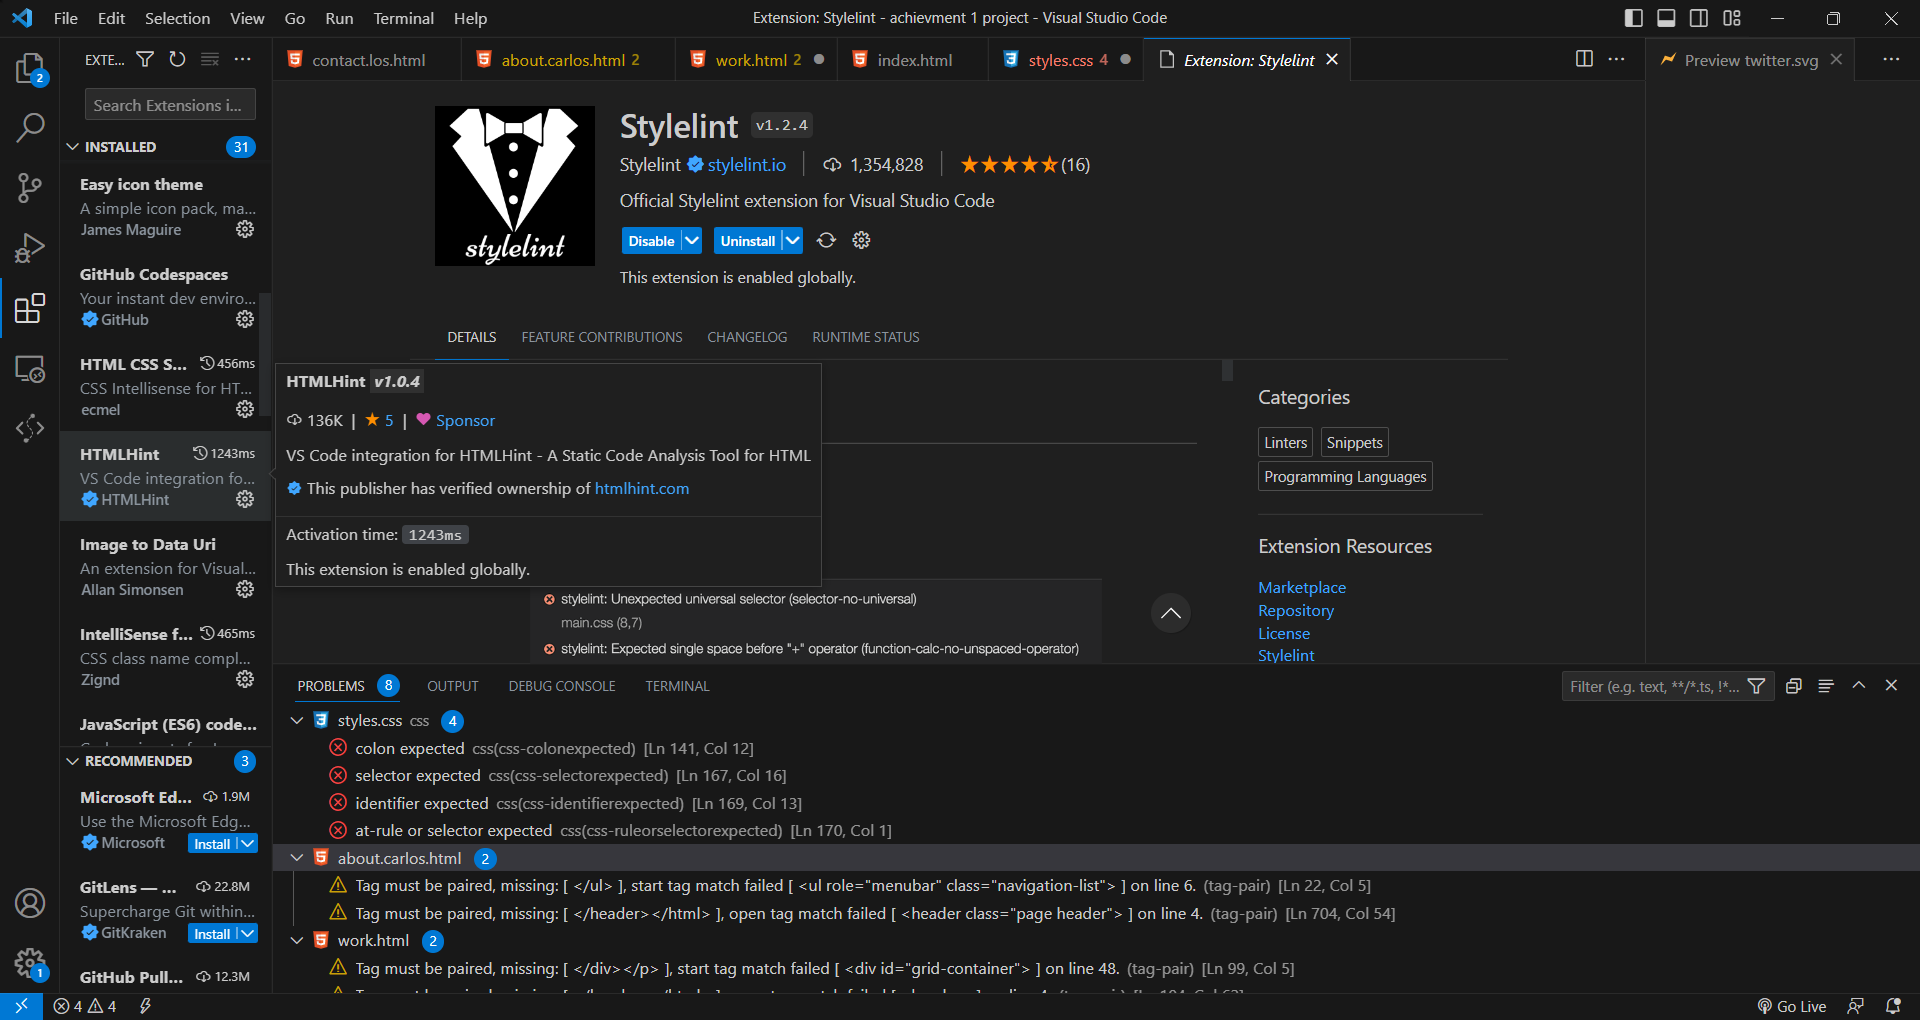 File Edit Selection View Go Run Terminal Help
Extension: Stylelint - achievment 1 project - Visual Studio Code
EXTE...
contact.los.html
about.carlos.html 2
work.html 2
index.html
styles.css 4
Extension: Stylelint
Preview twitter.svg
2
Search Extensions i...
INSTALLED 31
Easy icon theme
A simple icon pack, ma...
James Maguire
GitHub Codespaces
Your instant dev enviro...
GitHub
HTML CSS S... 456ms
CSS Intellisense for HT...
ecmel
HTMLHint 1243ms
VS Code integration fo...
HTMLHint
Image to Data Uri
An extension for Visual...
Allan Simonsen
IntelliSense f... 465ms
CSS class name compl...
Zignd
JavaScript (ES6) code...
RECOMMENDED 3
Microsoft Ed... 1.9M
Use the Microsoft Edg...
Microsoft Install
GitLens — ... 22.8M
Supercharge Git within...
GitKraken Install
GitHub Pull... 12.3M
1
stylelint
Stylelint v1.2.4
Stylelint stylelint.io 1,354,828 (16)
Official Stylelint extension for Visual Studio Code
Disable Uninstall
This extension is enabled globally.
DETAILS FEATURE CONTRIBUTIONS CHANGELOG RUNTIME STATUS
HTMLHint v1.0.4
136K | 5 | Sponsor
VS Code integration for HTMLHint - A Static Code Analysis Tool for HTML
This publisher has verified ownership of htmlhint.com
Activation time: 1243ms
This extension is enabled globally.
stylelint: Unexpected universal selector (selector-no-universal)
main.css (8,7)
stylelint: Expected single space before "+" operator (function-calc-no-unspaced-operator)
Categories
Linters Snippets
Programming Languages
Extension Resources
Marketplace
Repository
License
Stylelint
PROBLEMS 8 OUTPUT DEBUG CONSOLE TERMINAL
Filter (e.g. text, **/*.ts, !*...
styles.css css 4
colon expected css(css-colonexpected) [Ln 141, Col 12]
selector expected css(css-selectorexpected) [Ln 167, Col 16]
identifier expected css(css-identifierexpected) [Ln 169, Col 13]
at-rule or selector expected css(css-ruleorselectorexpected) [Ln 170, Col 1]
about.carlos.html 2
Tag must be paired, missing: [ </ul> ], start tag match failed [ <ul role="menubar" class="navigation-list"> ] on line 6. (tag-pair) [Ln 22, Col 5]
Tag must be paired, missing: [ </header></html> ], open tag match failed [ <header class="page header"> ] on line 4. (tag-pair) [Ln 704, Col 54]
work.html 2
Tag must be paired, missing: [ </div></p> ], start tag match failed [ <div id="grid-container"> ] on line 48. (tag-pair) [Ln 99, Col 5]
4 4
Go Live